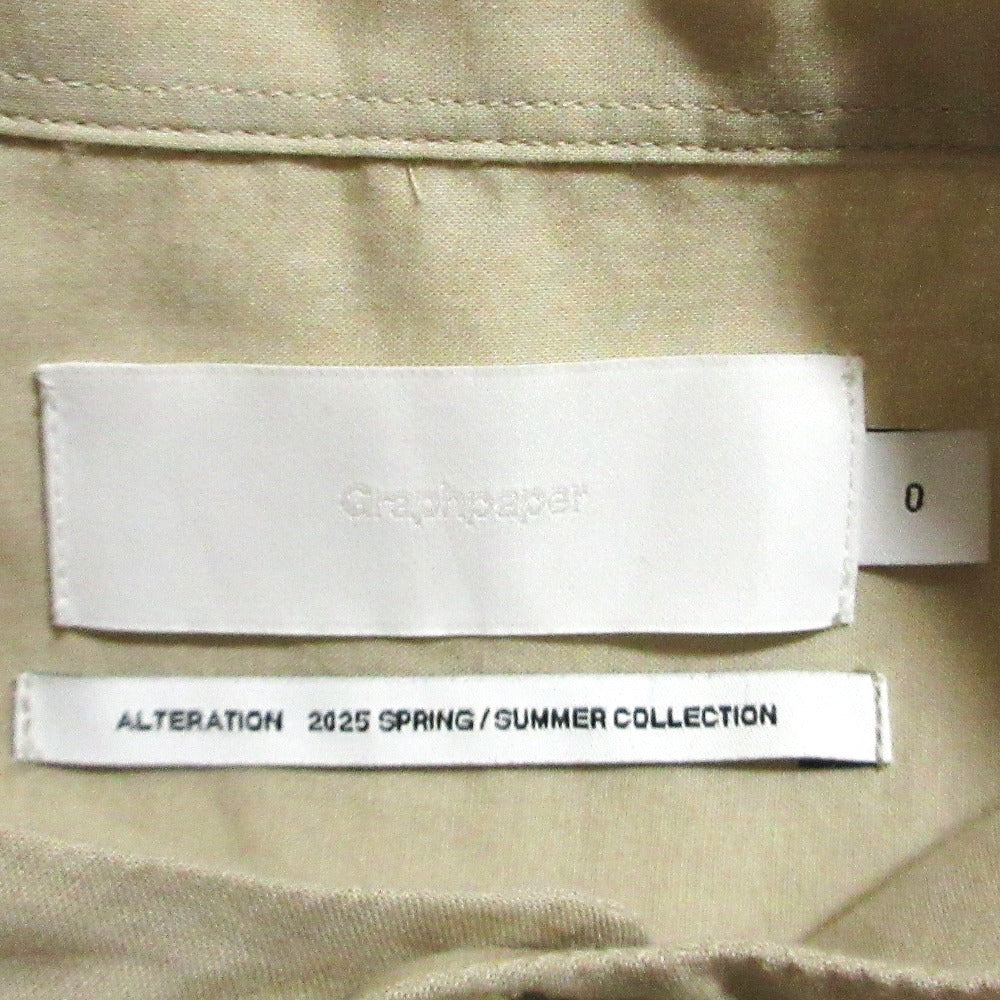 Graphpaper
0
ALTERATION 2025 SPRING / SUMMER COLLECTION